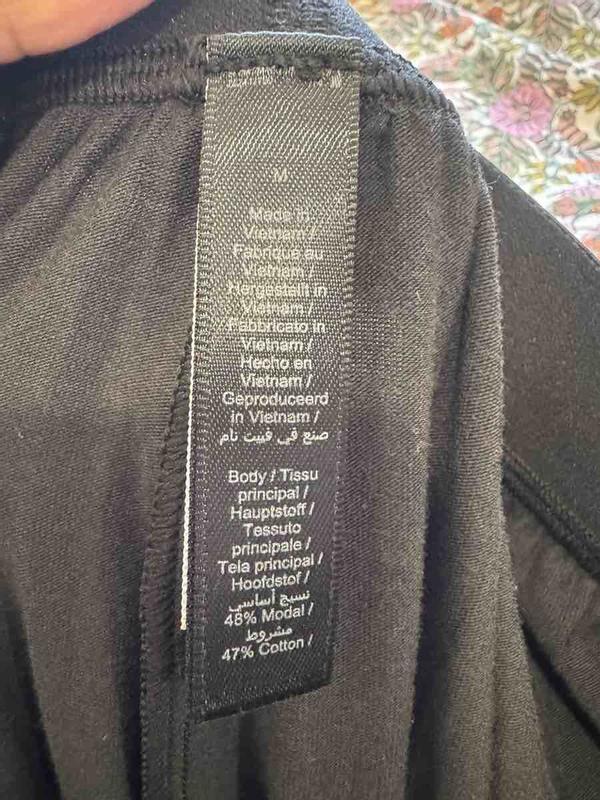 M
Made in
Vietnam /
Fabriqué au
Vietnam /
Hergestellt in
Vietnam /
Fabbricato in
Vietnam /
Hecho en
Vietnam /
Geproduceerd
in Vietnam /
صنع في فييت نام
Body / Tissu
principal /
Hauptstoff /
Tessuto
principale /
Tela principal /
Hoofdstof /
نسيج أساسي
48% Modal /
مشروط
47% Cotton /